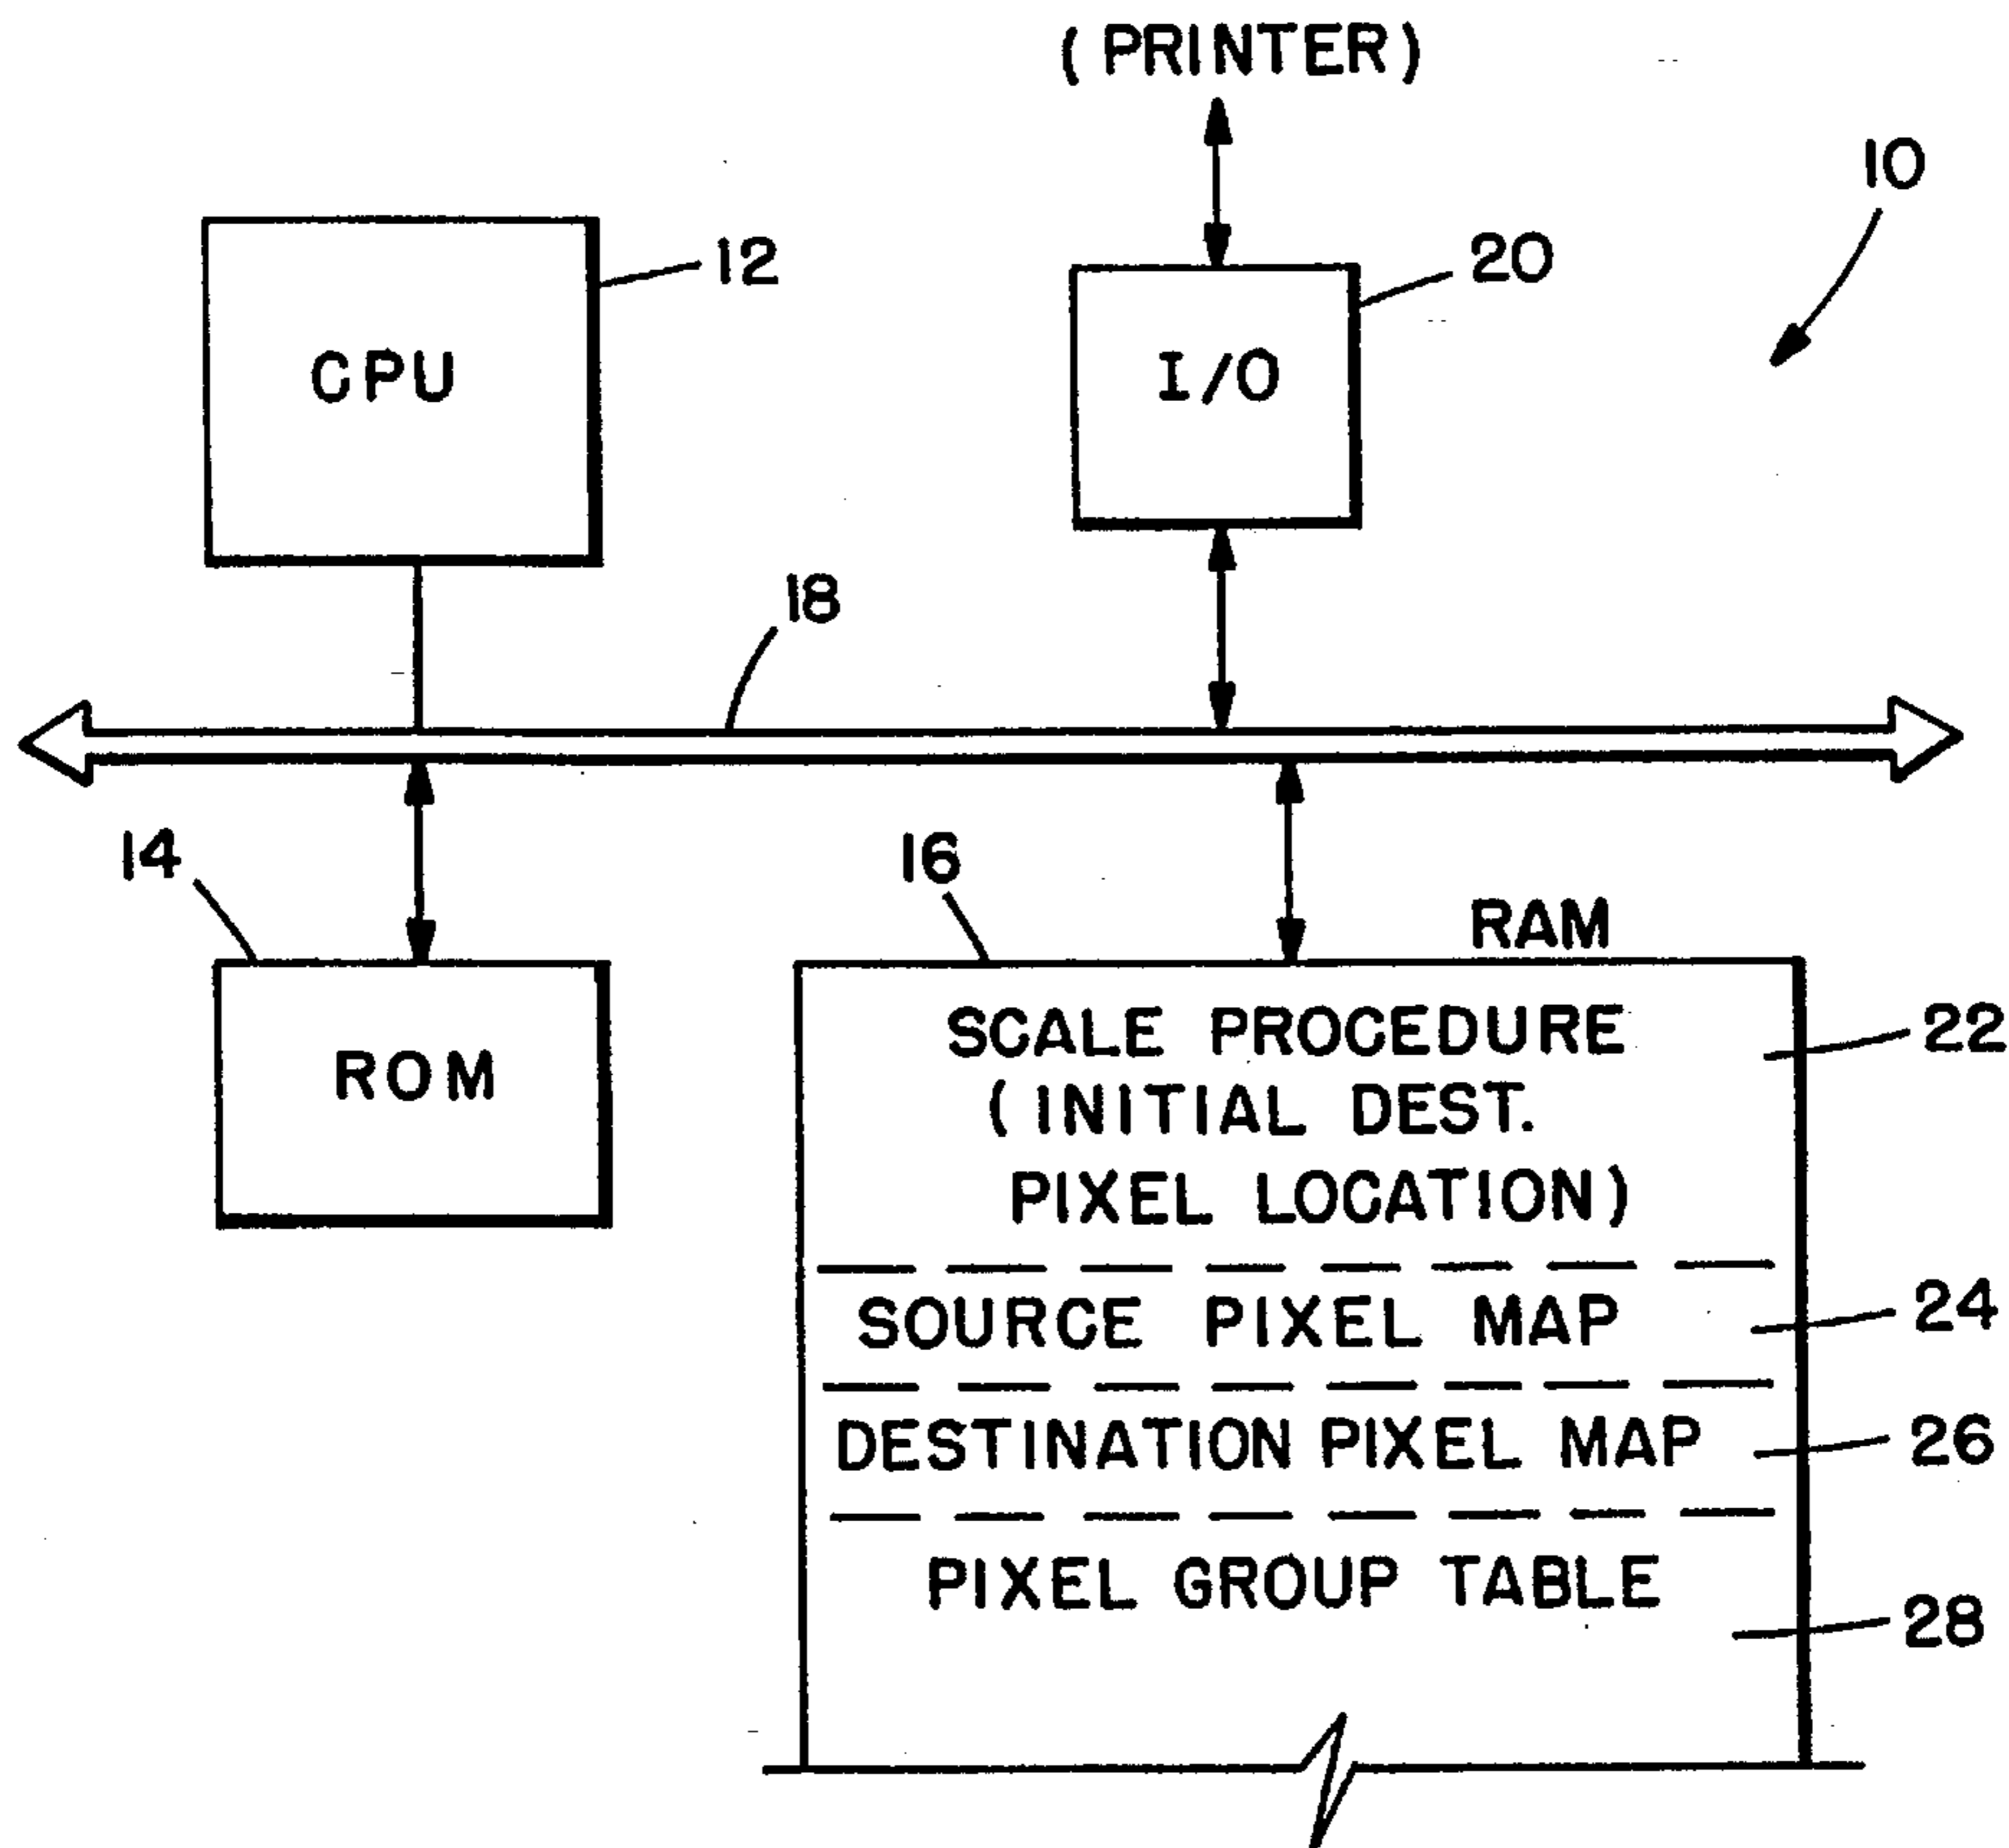 (PRINTER)
10
12
20
CPU
I/O
18
14
16
RAM
ROM
SCALE PROCEDURE
(INITIAL DEST.
PIXEL LOCATION)
22
SOURCE PIXEL MAP
24
DESTINATION PIXEL MAP
26
PIXEL GROUP TABLE
28